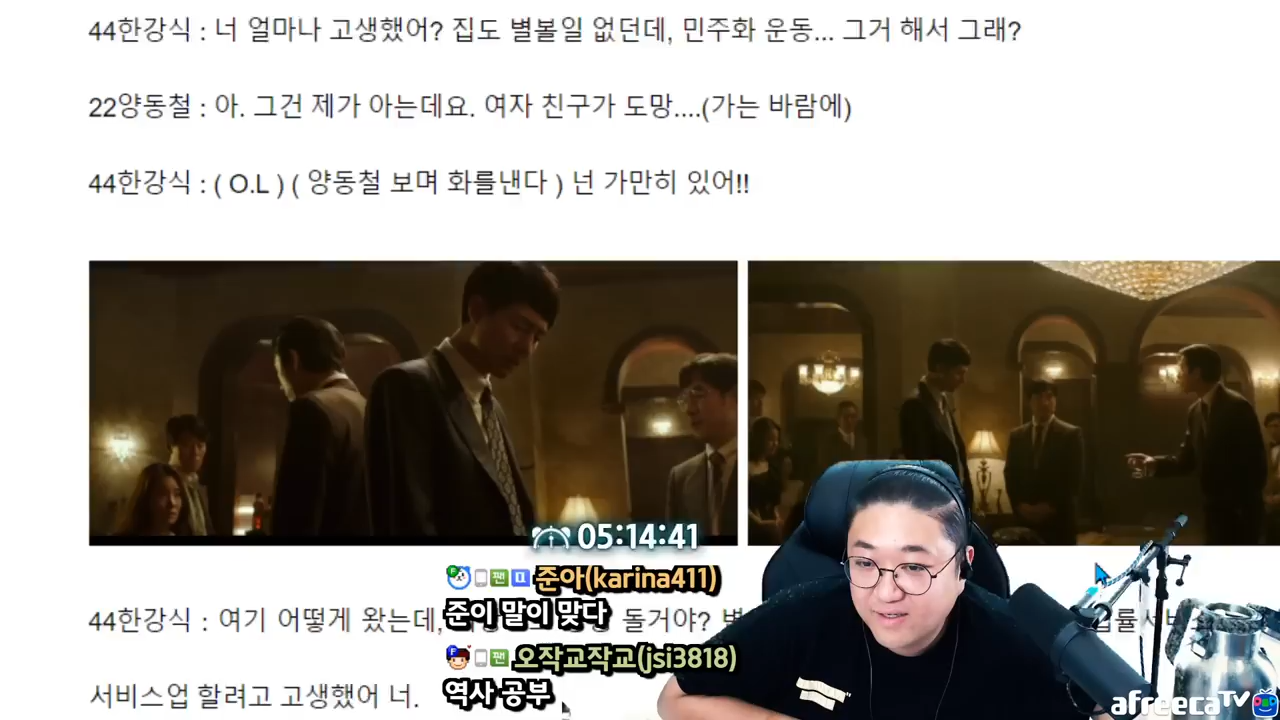 44한강식 : 너 얼마나 고생했어? 집도 별볼일 없던데, 민주화 운동... 그거 해서 그래?
22양동철 : 아. 그건 제가 아는데요. 여자 친구가 도망....(가는 바람에)
44한강식 : ( O.L ) ( 양동철 보며 화를낸다 ) 넌 가만히 있어!!
05:14:41
준아(karina411)
준이 말이 맞다
44한강식 : 여기 어떻게 왔는데, 돌거야?
오작교작교(jsi3818)
역사 공부
서비스업 할려고 고생했어 너.
afreecaTV